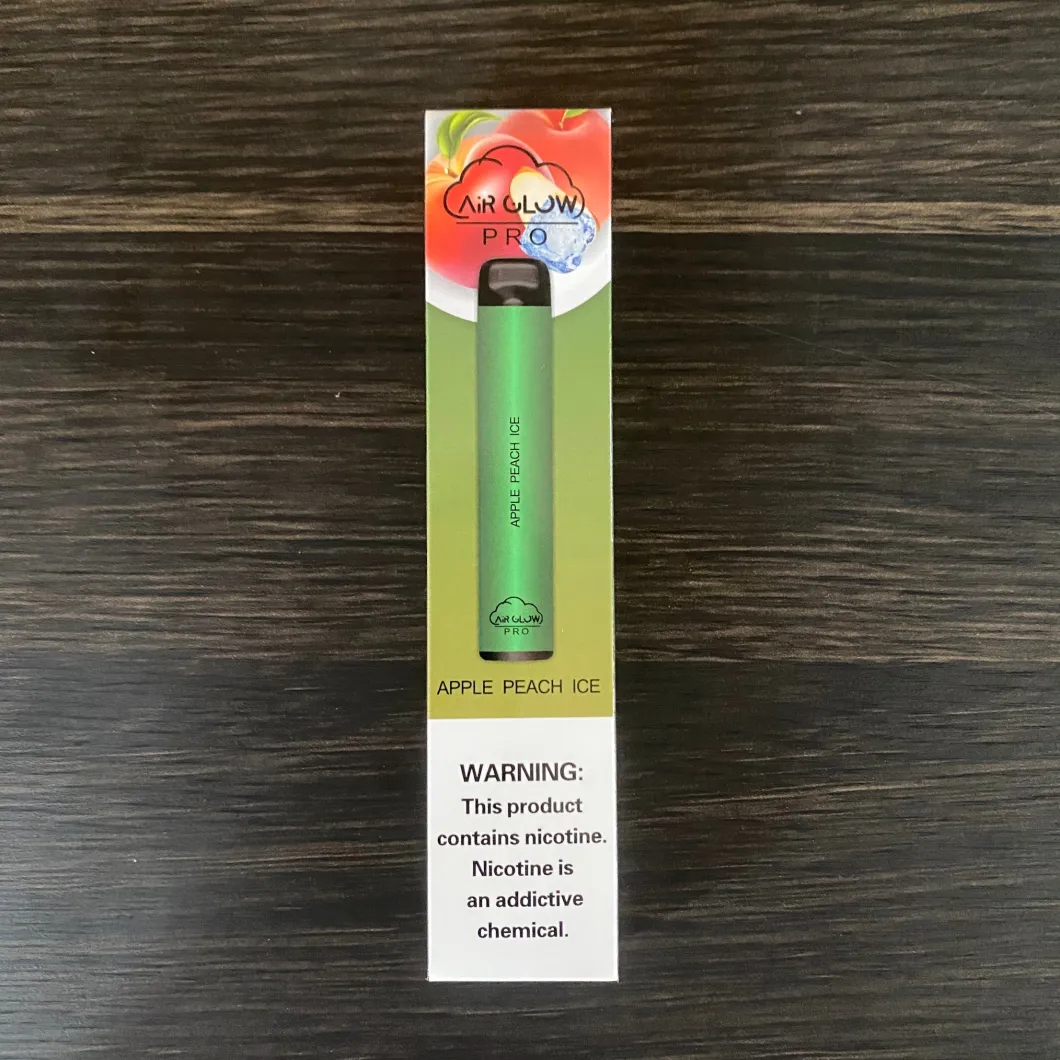 AiR GLOW
PRO
APPLE PEACH ICE
AiR GLOW
PRO
APPLE PEACH ICE
WARNING:
This product
contains nicotine.
Nicotine is
an addictive
chemical.